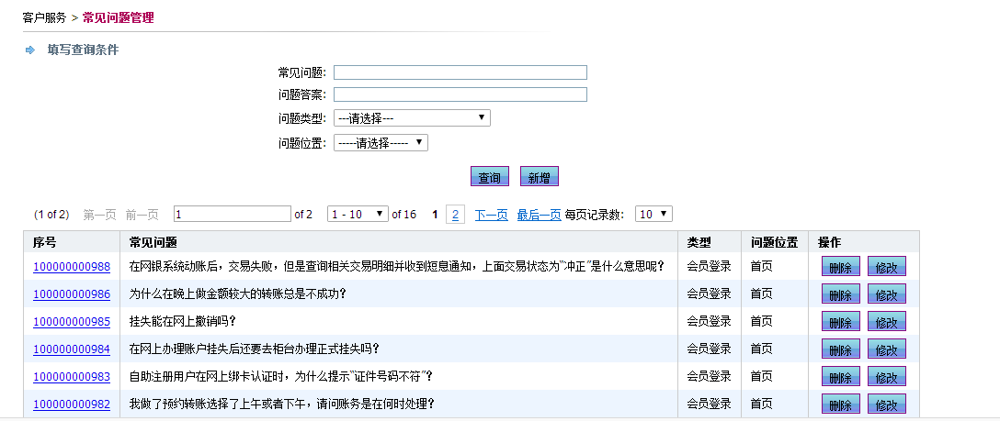 客户服务 > 常见问题管理
填写查询条件
常见问题:
问题答案:
问题类型: ---请选择---
问题位置: -----请选择-----
查询 新增
(1 of 2) 第一页 前一页 1 of 2 1 - 10 of 16 1 2 下一页 最后一页 每页记录数: 10
序号 常见问题 类型 问题位置 操作
100000000988 在网银系统动账后，交易失败，但是查询相关交易明细并收到短息通知，上面交易状态为“冲正”是什么意思呢？ 会员登录 首页 删除 修改
100000000986 为什么在晚上做金额较大的转账总是不成功？ 会员登录 首页 删除 修改
100000000985 挂失能在网上撤销吗？ 会员登录 首页 删除 修改
100000000984 在网上办理账户挂失后还要去柜台办理正式挂失吗？ 会员登录 首页 删除 修改
100000000983 自助注册用户在网上绑卡认证时，为什么提示“证件号码不符”？ 会员登录 首页 删除 修改
100000000982 我做了预约转账选择了上午或者下午，请问账务是在何时处理？ 会员登录 首页 删除 修改